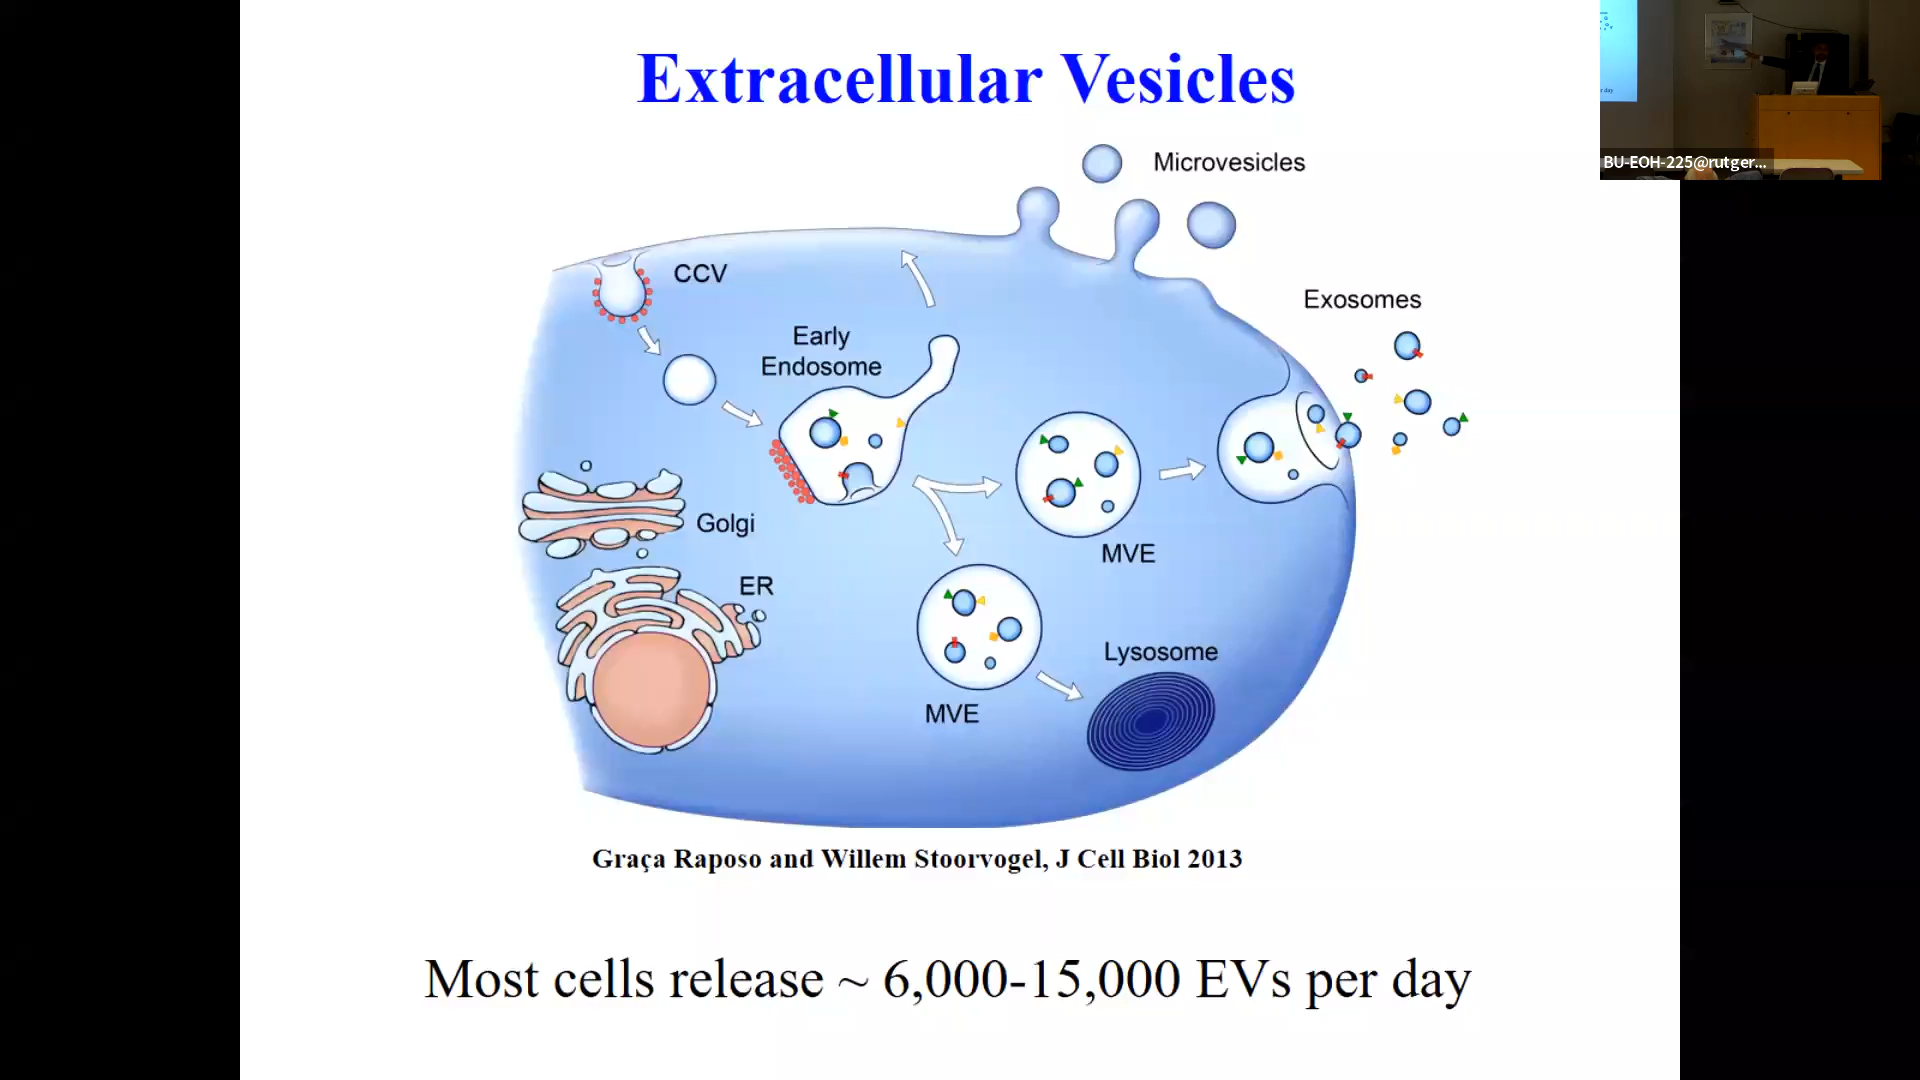 Extracellular Vesicles
Microvesicles
CCV
Exosomes
Early
Endosome
Golgi
MVE
ER
Lysosome
MVE
Graça Raposo and Willem Stoorvogel, J Cell Biol 2013
Most cells release ~ 6,000-15,000 EVs per day
BU-EOH-225@rutger...